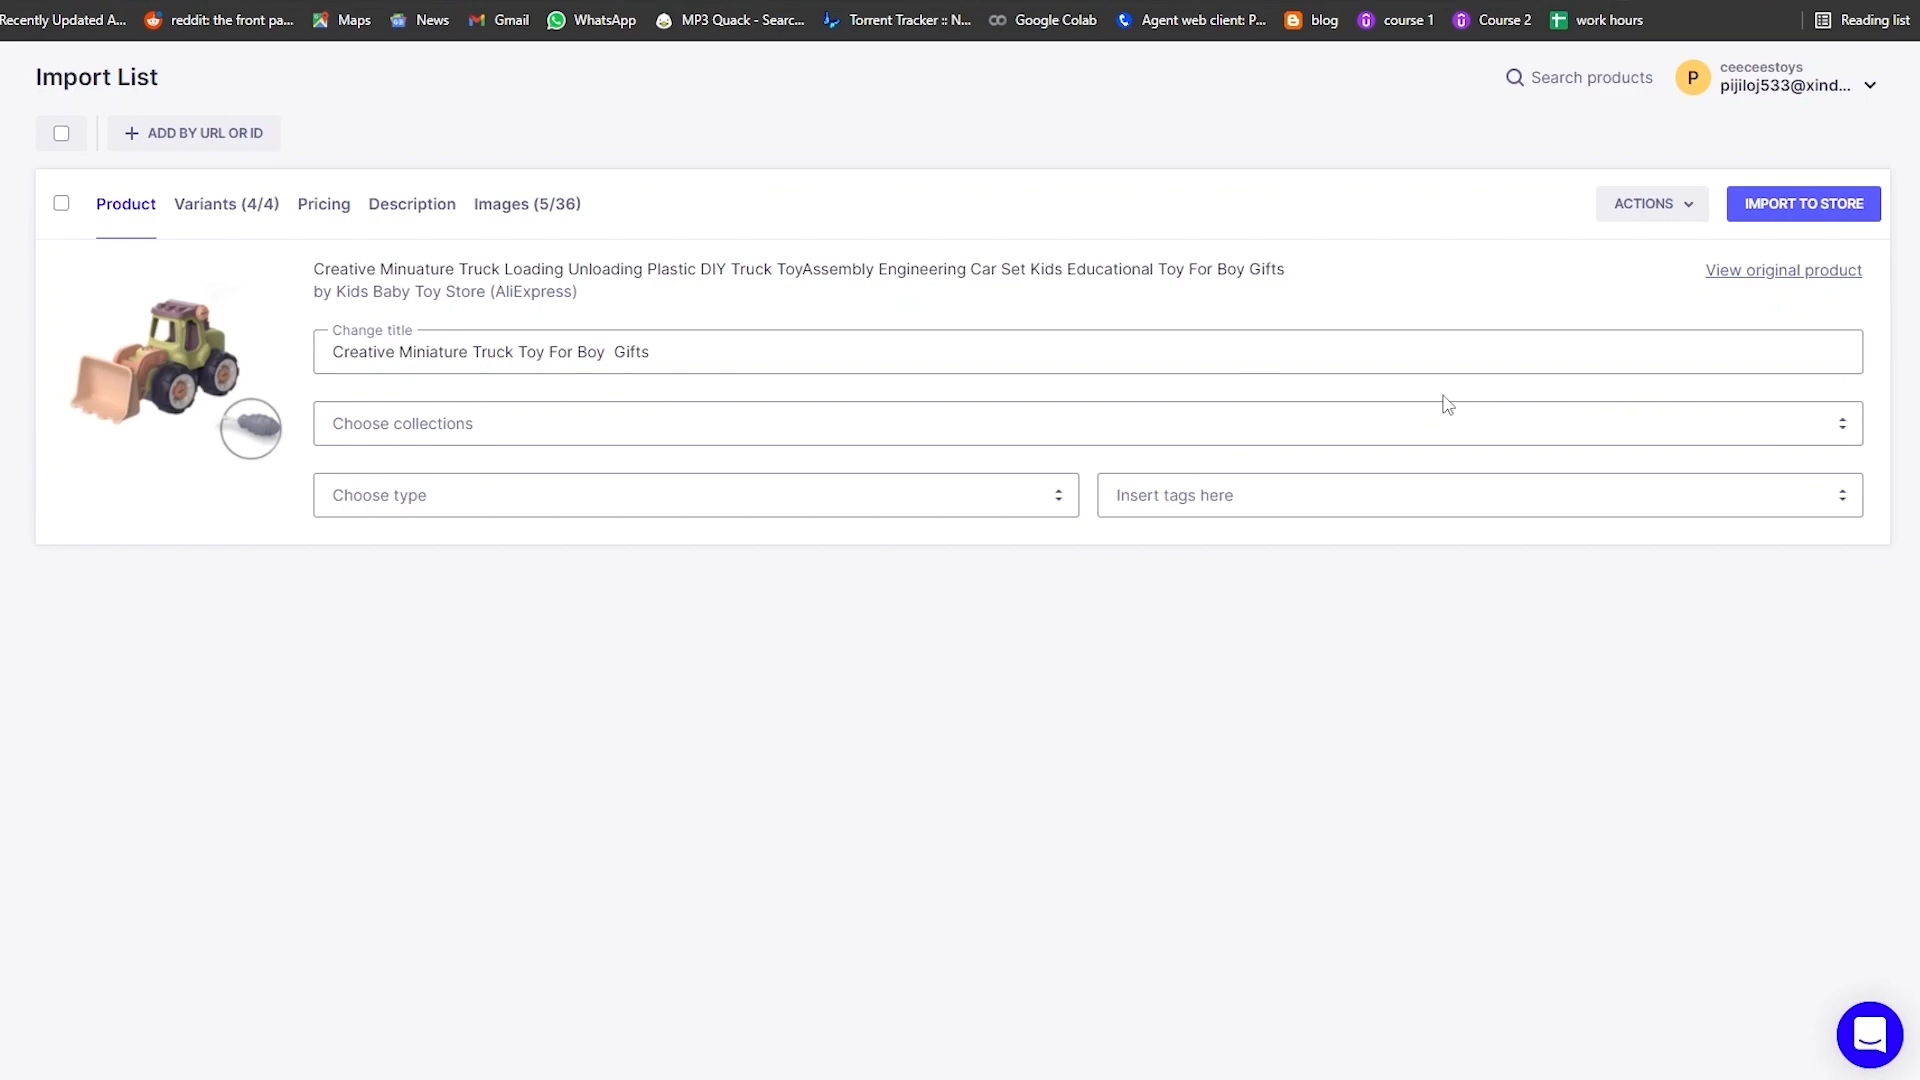 Recently Updated A... reddit: the front pa... Maps News Gmail WhatsApp MP3 Quack - Searc... Torrent Tracker :: N... Google Colab Agent web client: P... blog course 1 Course 2 work hours Reading list
Import List
Search products
P
ceeceestoys
pijiloj533@xind...
ADD BY URL OR ID
Product Variants (4/4) Pricing Description Images (5/36)
ACTIONS
IMPORT TO STORE
Creative Minuature Truck Loading Unloading Plastic DIY Truck ToyAssembly Engineering Car Set Kids Educational Toy For Boy Gifts
View original product
by Kids Baby Toy Store (AliExpress)
Change title
Creative Miniature Truck Toy For Boy  Gifts
Choose collections
Choose type
Insert tags here